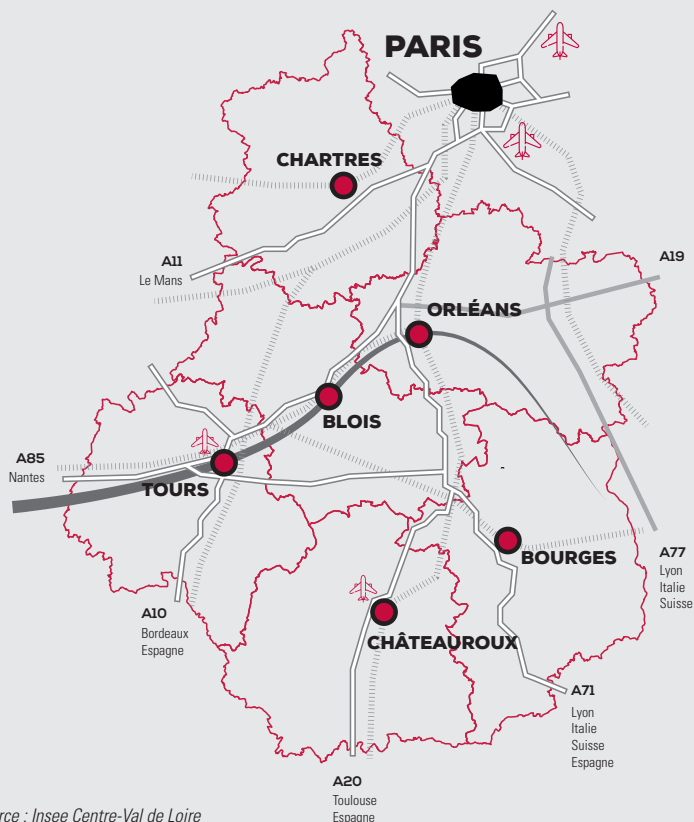 PARIS
CHARTRES
A11
Le Mans
A19
ORLÉANS
BLOIS
A85
Nantes
TOURS
BOURGES
A77
Lyon
Italie
Suisse
A10
Bordeaux
Espagne
CHÂTEAUROUX
A71
Lyon
Italie
Suisse
Espagne
A20
Toulouse
Espagne
: Insee Centre-Val de Loire